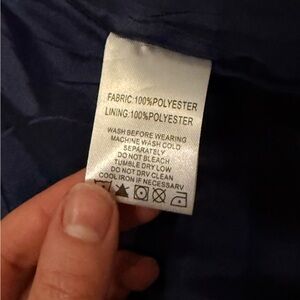 FABRIC:100%POLYESTER
LINING:100%POLYESTER
WASH BEFORE WEARING
MACHINE WASH COLD
SEPARATELY
DO NOT BLEACH
TUMBLE DRY LOW
DO NOT DRY CLEAN
COOL IRON IF NECESSARY